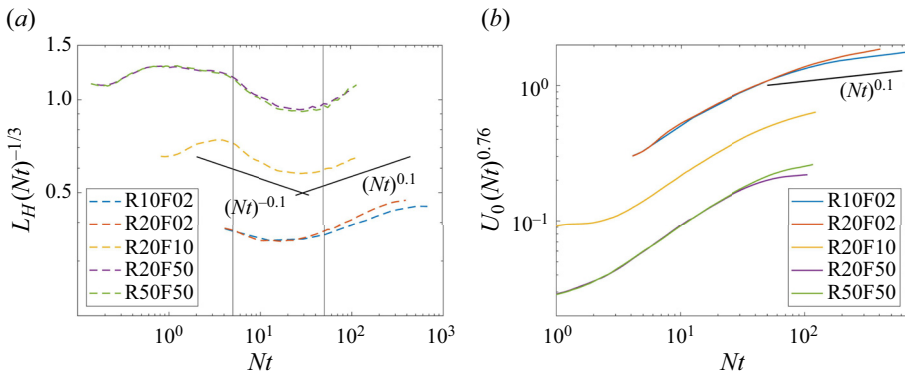 (a)
1.5
1.0
0.5
L_H (Nt)^{-1/3}
(Nt)^{-0.1}
(Nt)^{0.1}
R10F02
R20F02
R20F10
R20F50
R50F50
10^0
10^1
10^2
10^3
Nt
(b)
10^0
10^{-1}
U_0 (Nt)^{0.76}
(Nt)^{0.1}
R10F02
R20F02
R20F10
R20F50
R50F50
10^0
10^1
10^2
Nt